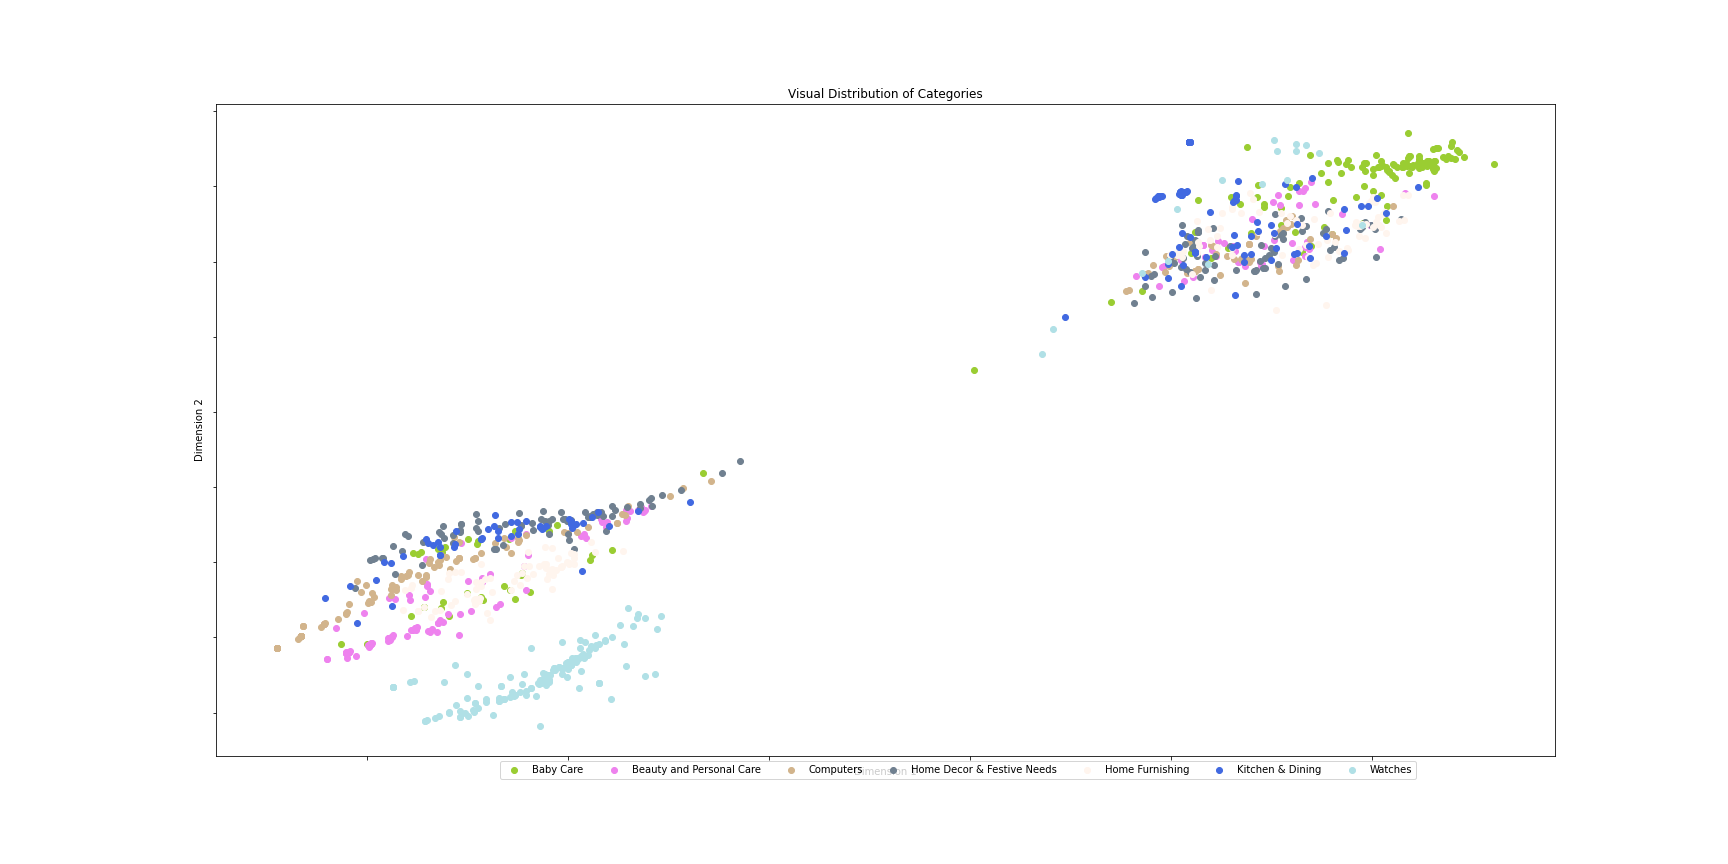 Visual Distribution of Categories
Dimension 2
Dimension
Baby Care Beauty and Personal Care Computers Home Decor & Festive Needs Home Furnishing Kitchen & Dining Watches